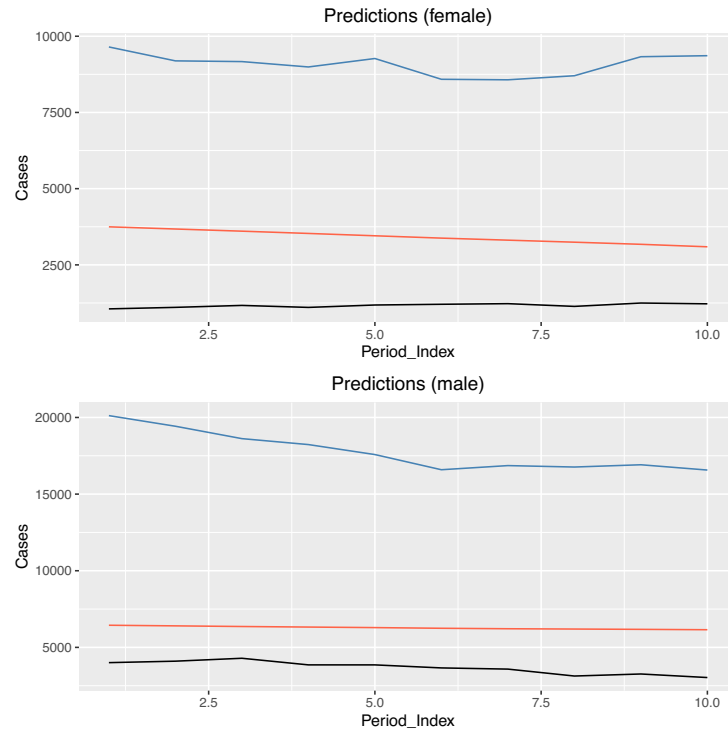 Predictions (female)
10000
7500
5000
2500
Cases
2.5 5.0 7.5 10.0
Period_Index
Predictions (male)
20000
15000
10000
5000
Cases
2.5 5.0 7.5 10.0
Period_Index